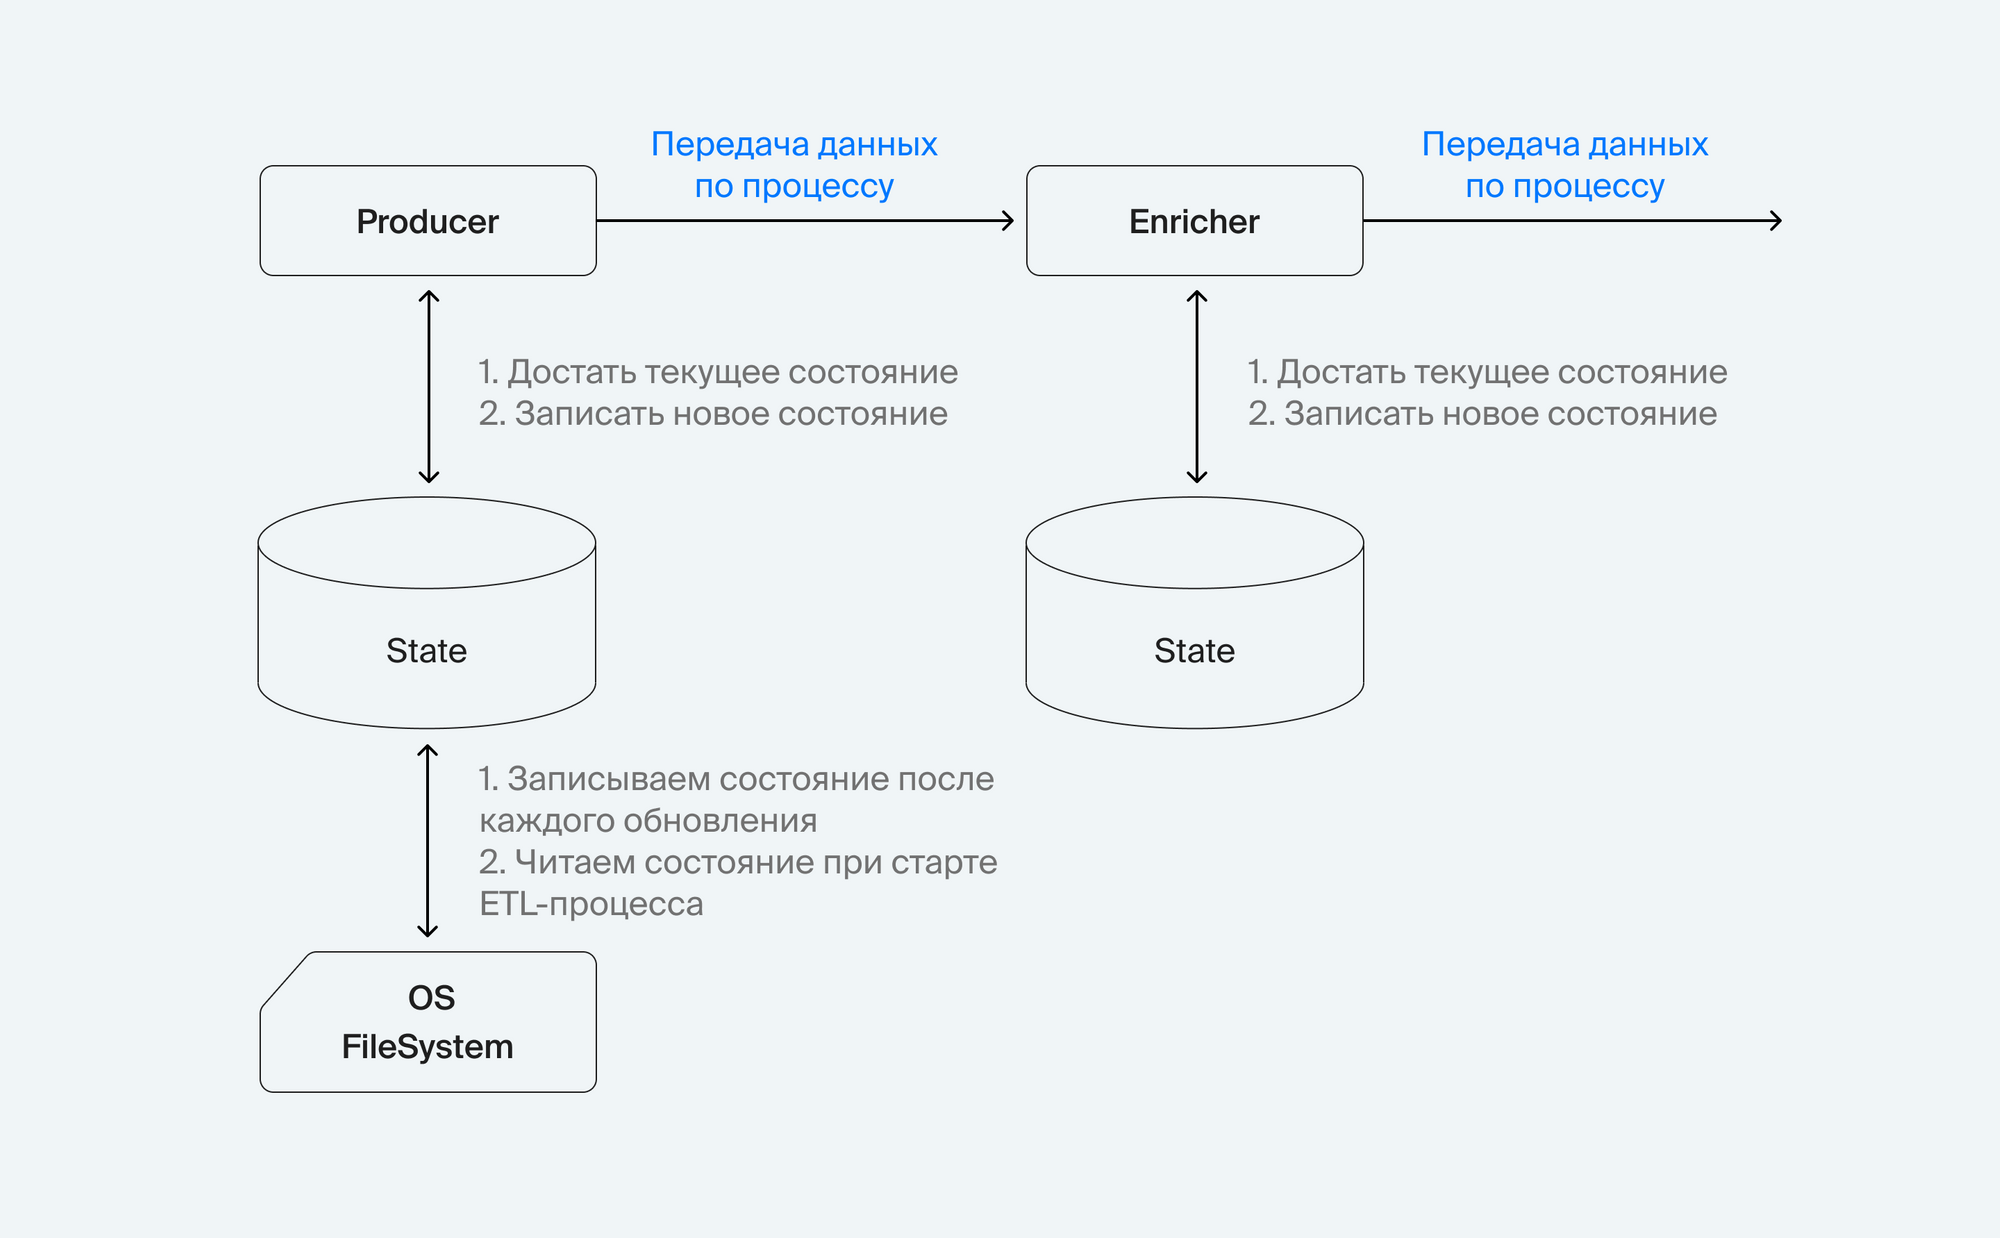 Передача данных
по процессу
Передача данных
по процессу
Producer
Enricher
1. Достать текущее состояние
2. Записать новое состояние
1. Достать текущее состояние
2. Записать новое состояние
State
State
1. Записываем состояние после
каждого обновления
2. Читаем состояние при старте
ETL-процесса
OS
FileSystem